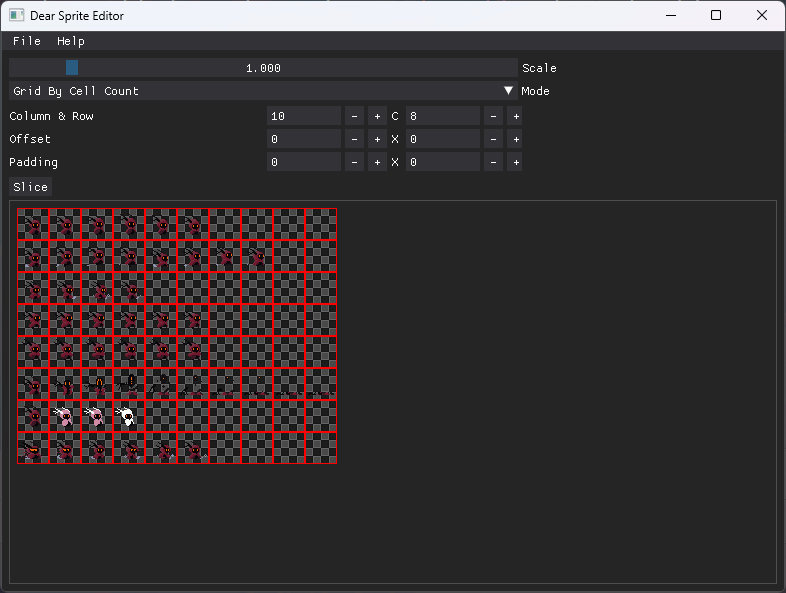 Dear Sprite Editor
File Help
1.000 Scale
Grid By Cell Count Mode
Column & Row 10 - + C 8 - +
Offset 0 - + X 0 - +
Padding 0 - + X 0 - +
Slice